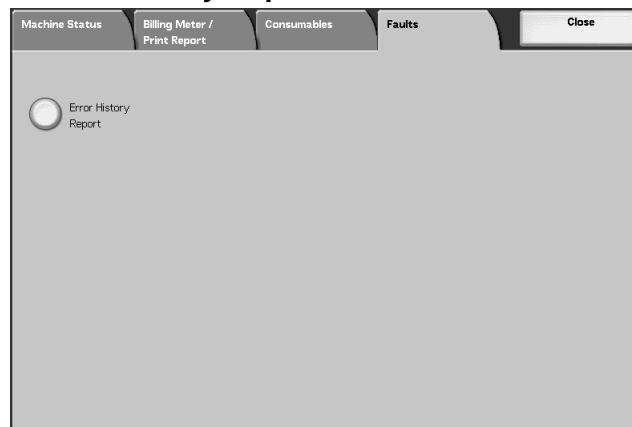 Machine Status
Billing Meter /
Print Report
Consumables
Faults
Close
Error History
Report